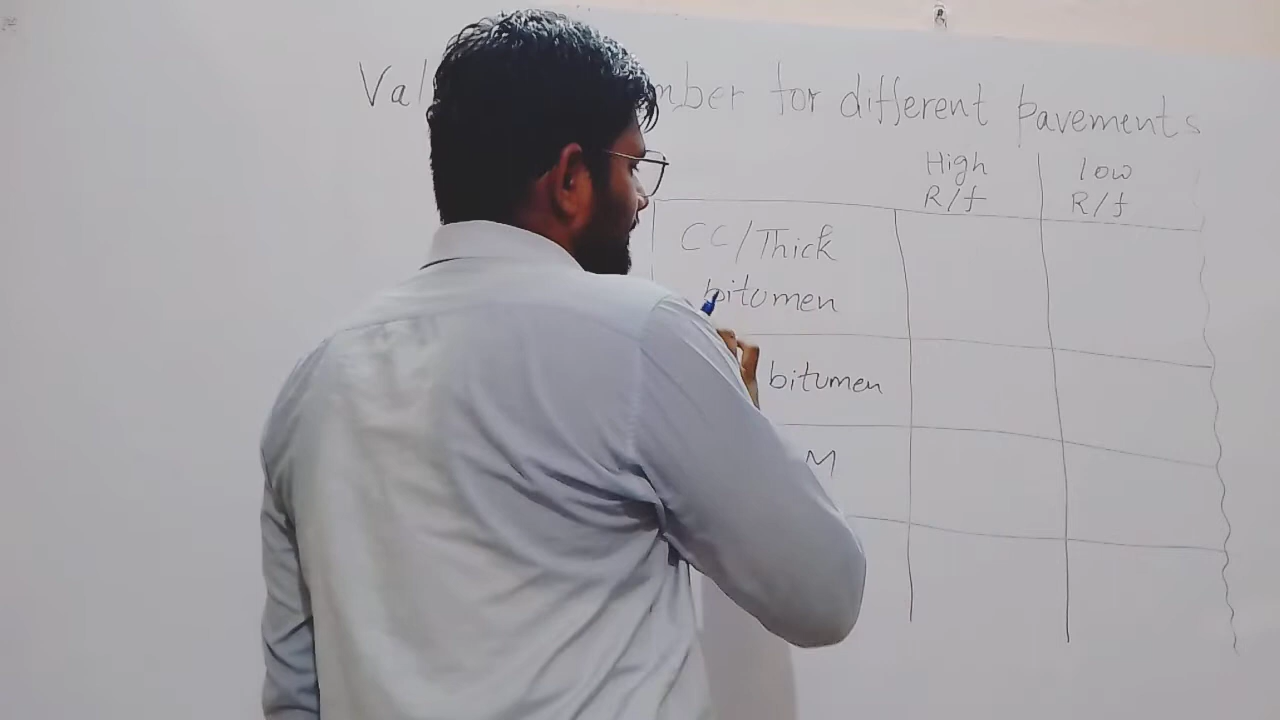 Val mber for different pavements
High low
R/f R/f
CC/Thick
bitumen
bitumen
M